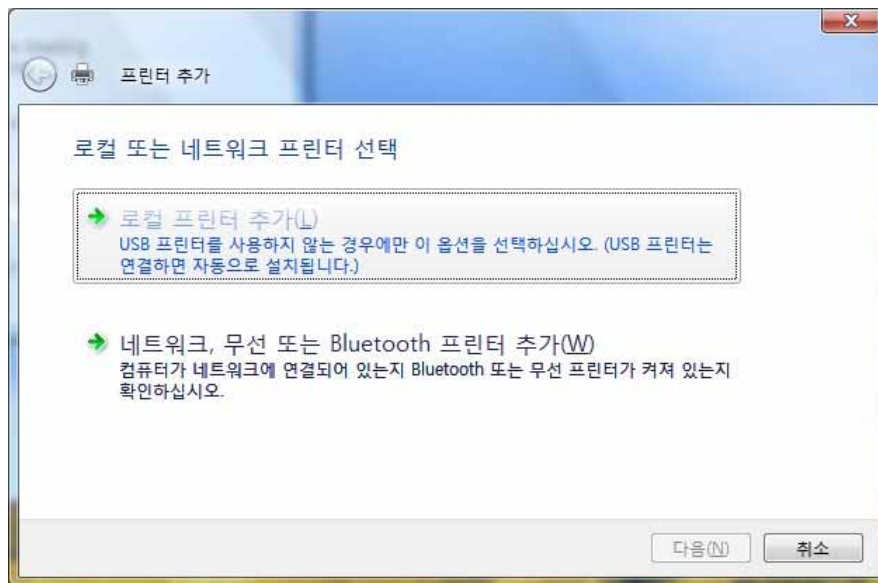 프린터 추가
로컬 또는 네트워크 프린터 선택
로컬 프린터 추가(L)
USB 프린터를 사용하지 않는 경우에만 이 옵션을 선택하십시오. (USB 프린터는
연결하면 자동으로 설치됩니다.)
네트워크, 무선 또는 Bluetooth 프린터 추가(W)
컴퓨터가 네트워크에 연결되어 있는지 Bluetooth 또는 무선 프린터가 켜져 있는지
확인하십시오.
다음(N) 취소